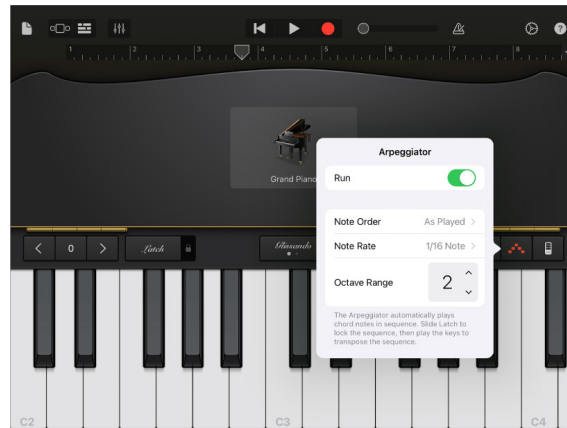 1 2 3 4 5 6 7 8
?
Grand Piano
Arpeggiator
Run
Note Order As Played >
Note Rate 1/16 Note >
Octave Range 2
The Arpeggiator automatically plays
chord notes in sequence. Slide Latch to
lock the sequence, then play the keys to
transpose the sequence.
< 0 > Latch Glissando
C2 C3 C4